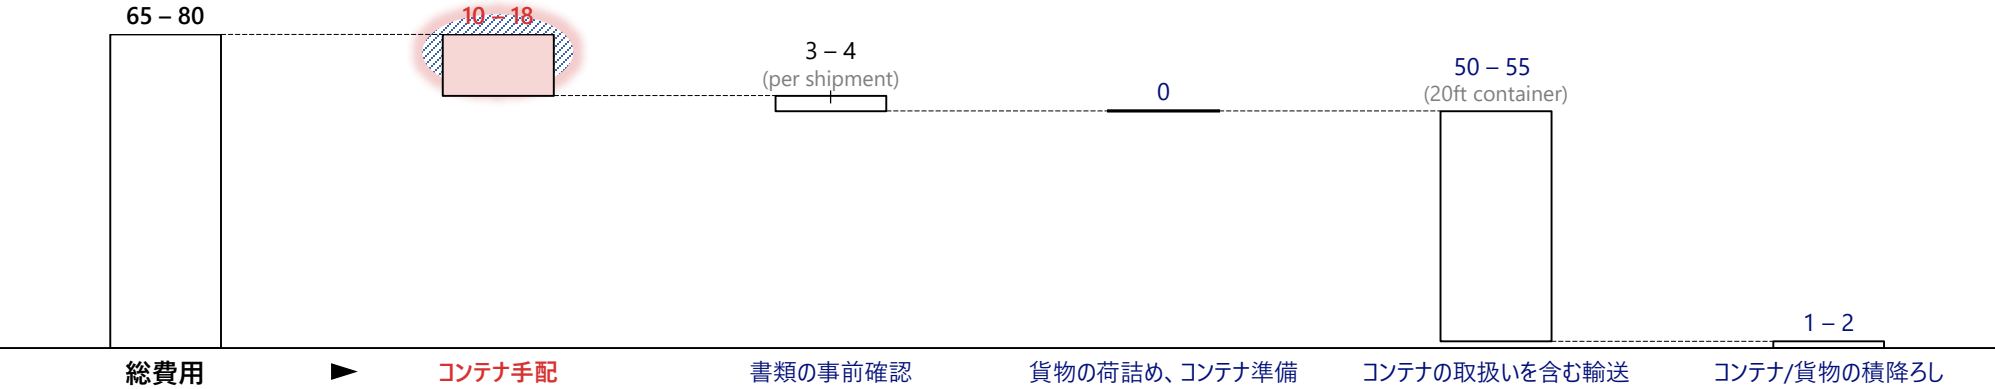 65 – 80
10 – 18
3 – 4
(per shipment)
0
50 – 55
(20ft container)
1 – 2
総費用
コンテナ手配
書類の事前確認
貨物の荷詰め、コンテナ準備
コンテナの取扱いを含む輸送
コンテナ/貨物の積降ろし